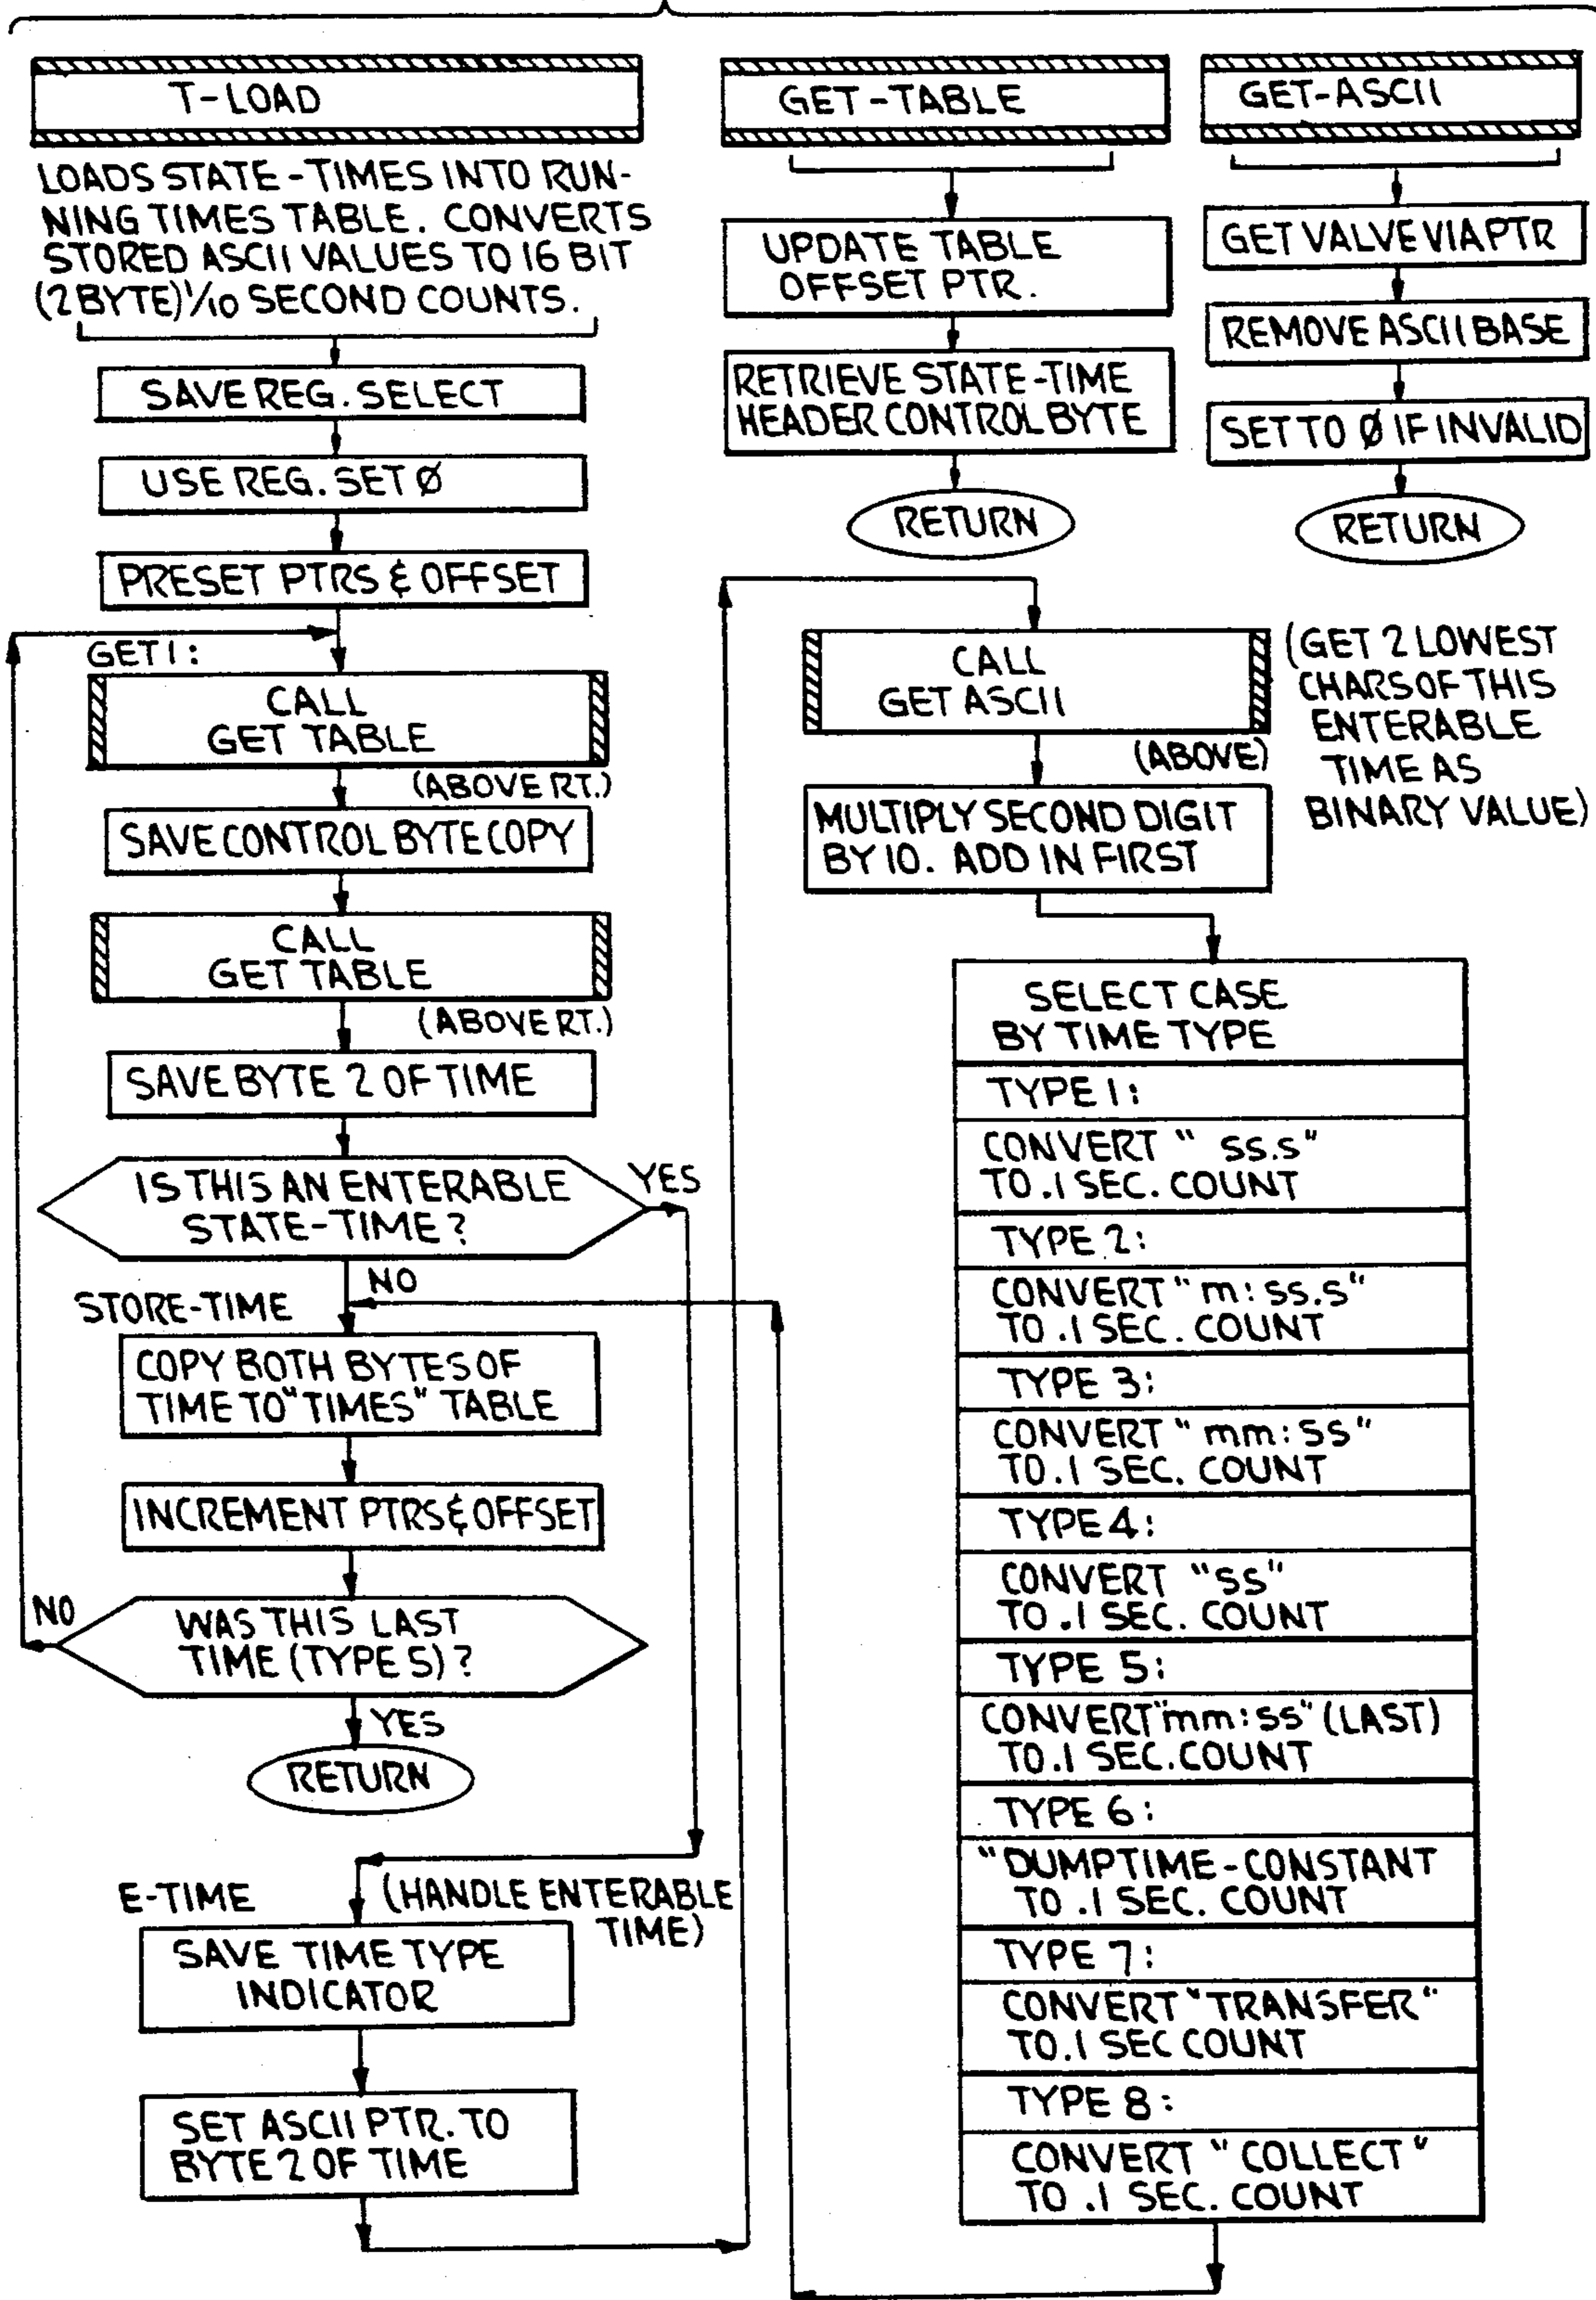 T-LOAD
LOADS STATE-TIMES INTO RUN-
NING TIMES TABLE. CONVERTS
STORED ASCII VALUES TO 16 BIT
(2 BYTE) 1/10 SECOND COUNTS.
SAVE REG. SELECT
USE REG. SET Ø
PRESET PTRS & OFFSET
GET1:
CALL
GET TABLE
(ABOVE RT.)
SAVE CONTROL BYTE COPY
CALL
GET TABLE
(ABOVE RT.)
SAVE BYTE 2 OF TIME
IS THIS AN ENTERABLE
STATE-TIME?
YES
NO
STORE-TIME
COPY BOTH BYTES OF
TIME TO "TIMES" TABLE
INCREMENT PTRS & OFFSET
NO
WAS THIS LAST
TIME (TYPE 5)?
YES
RETURN
E-TIME
(HANDLE ENTERABLE
TIME)
SAVE TIME TYPE
INDICATOR
SET ASCII PTR. TO
BYTE 2 OF TIME
GET-TABLE
UPDATE TABLE
OFFSET PTR.
RETRIEVE STATE-TIME
HEADER CONTROL BYTE
RETURN
GET-ASCII
GET VALVE VIA PTR
REMOVE ASCII BASE
SET TO Ø IF INVALID
RETURN
CALL
GET ASCII
(ABOVE)
(GET 2 LOWEST
CHARS OF THIS
ENTERABLE
TIME AS
BINARY VALUE)
MULTIPLY SECOND DIGIT
BY 10. ADD IN FIRST
SELECT CASE
BY TIME TYPE
TYPE 1:
CONVERT " SS.S"
TO .1 SEC. COUNT
TYPE 2:
CONVERT "m:SS.S"
TO .1 SEC. COUNT
TYPE 3:
CONVERT "mm:SS"
TO .1 SEC. COUNT
TYPE 4:
CONVERT "SS"
TO .1 SEC. COUNT
TYPE 5:
CONVERT "mm:SS" (LAST)
TO .1 SEC. COUNT
TYPE 6:
"DUMPTIME-CONSTANT
TO .1 SEC. COUNT
TYPE 7:
CONVERT "TRANSFER"
TO .1 SEC COUNT
TYPE 8:
CONVERT "COLLECT"
TO .1 SEC. COUNT